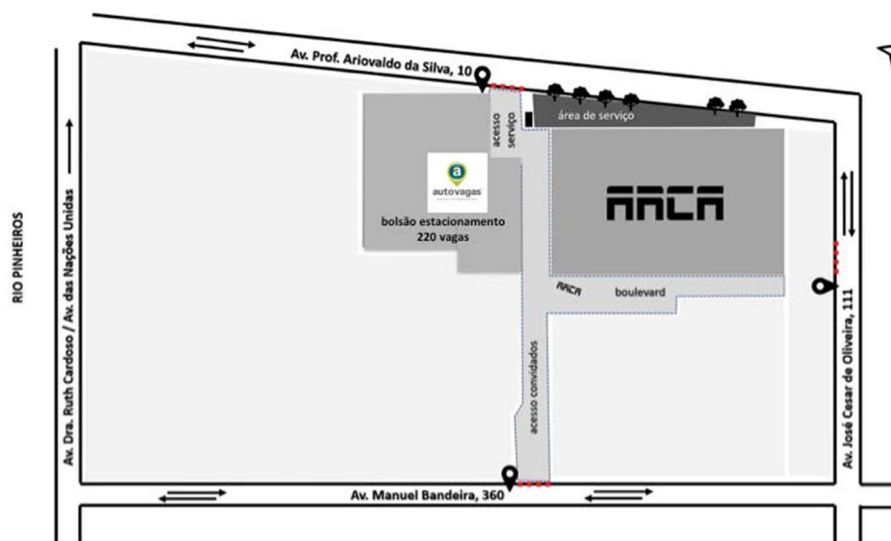 Av. Prof. Ariovaldo da Silva, 10
acesso
serviço
área de serviço
a
autovagas
bolsão estacionamento
220 vagas
ARCA
ARCA
boulevard
acesso convidados
RIO PINHEIROS
Av. Dra. Ruth Cardoso / Av. das Nações Unidas
Av. José Cesar de Oliveira, 111
Av. Manuel Bandeira, 360